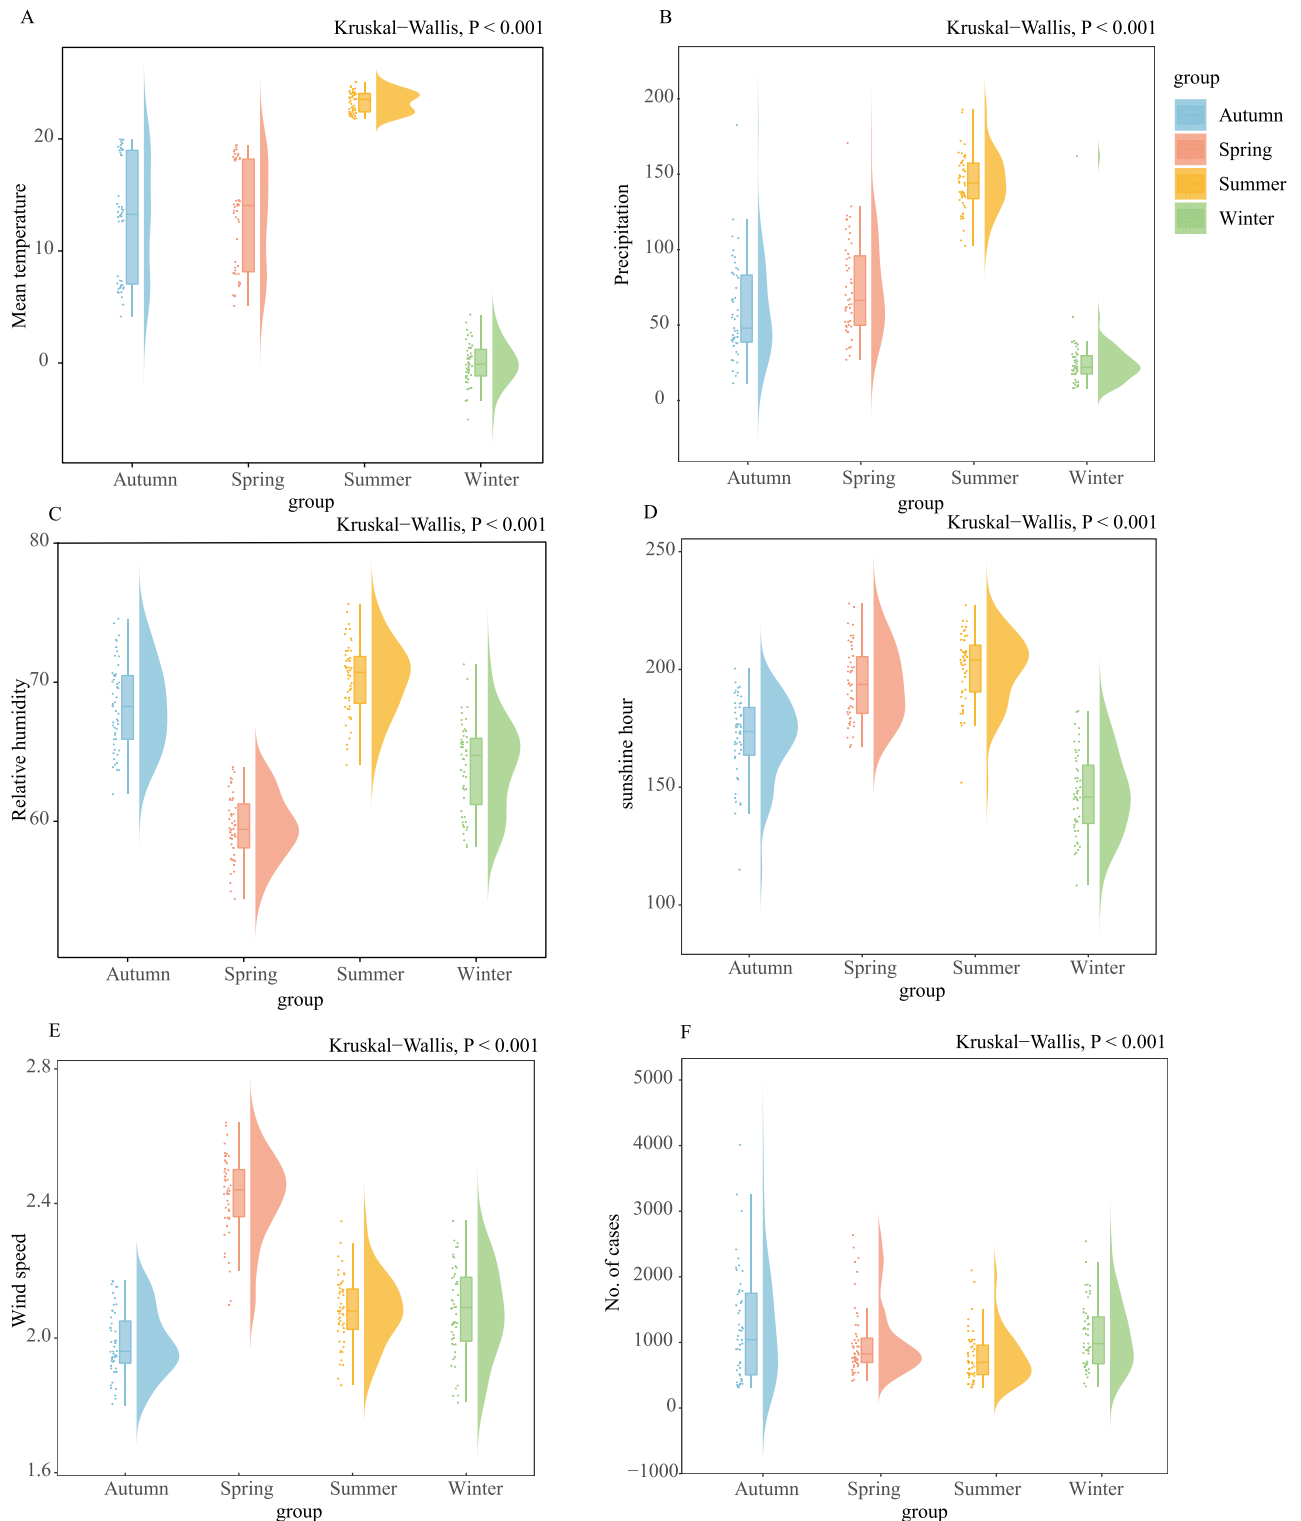 A
Kruskal−Wallis, P < 0.001
Mean temperature
20
10
0
Autumn
Spring
Summer
Winter
group
B
Kruskal−Wallis, P < 0.001
Precipitation
200
150
100
50
0
Autumn
Spring
Summer
Winter
group
group
Autumn
Spring
Summer
Winter
C
Kruskal−Wallis, P < 0.001
Relative humidity
80
70
60
Autumn
Spring
Summer
Winter
group
D
Kruskal−Wallis, P < 0.001
sunshine hour
250
200
150
100
Autumn
Spring
Summer
Winter
group
E
Kruskal−Wallis, P < 0.001
Wind speed
2.8
2.4
2.0
1.6
Autumn
Spring
Summer
Winter
group
F
Kruskal−Wallis, P < 0.001
No. of cases
5000
4000
3000
2000
1000
0
−1000
Autumn
Spring
Summer
Winter
group